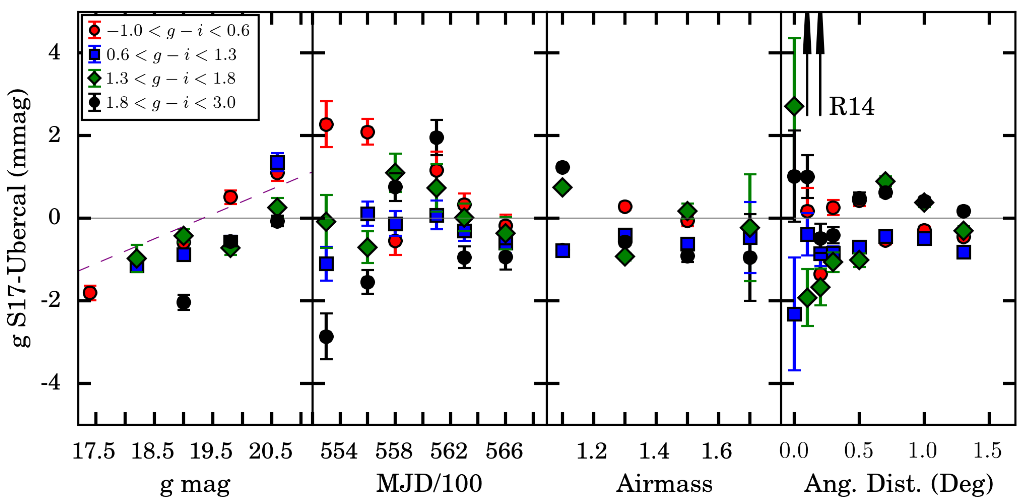 −1.0 < g − i < 0.6
0.6 < g − i < 1.3
1.3 < g − i < 1.8
1.8 < g − i < 3.0
R14
g S17-Ubercal (mmag)
4
2
0
-2
-4
17.5 18.5 19.5 20.5
554 558 562 566
1.2 1.4 1.6
0.0 0.5 1.0 1.5
g mag
MJD/100
Airmass
Ang. Dist. (Deg)